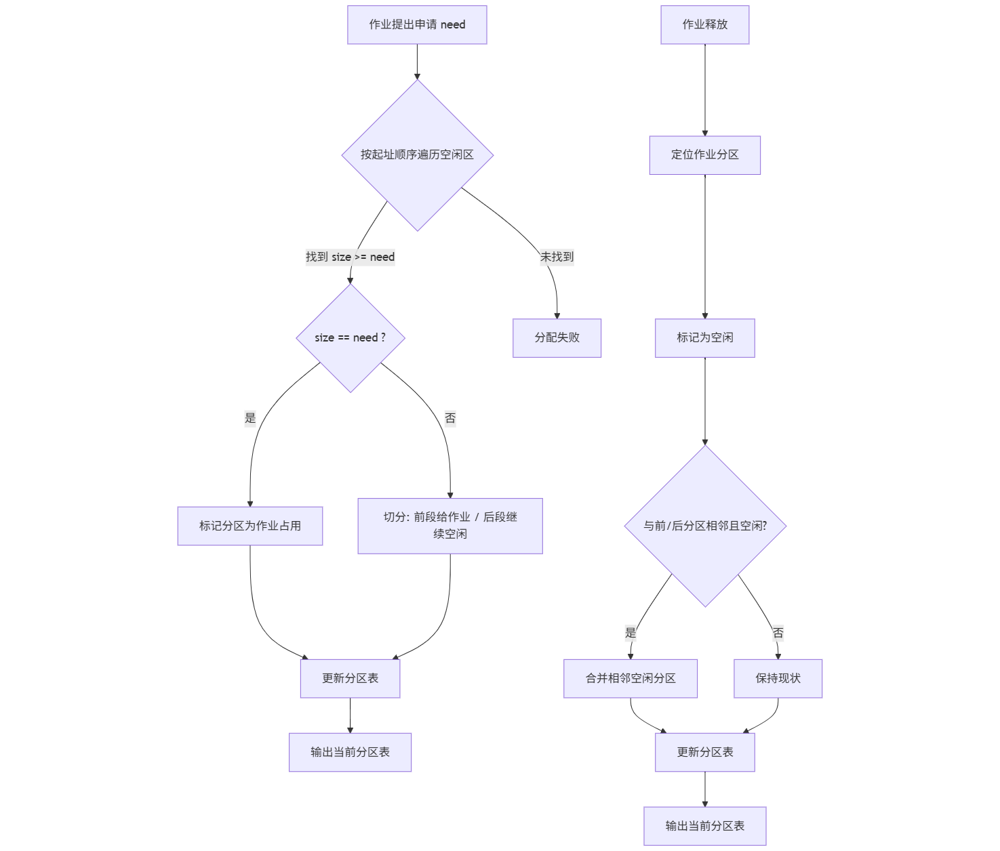 作业提出申请 need
按起址顺序遍历空闲区
找到 size >= need
未找到
size == need ?
分配失败
是
否
标记分区为作业占用
切分: 前段给作业 / 后段继
续空闲
更新分区表
输出当前分区表
作业释放
定位作业分区
标记为空闲
与前/后分区相邻且空闲?
是
否
合并相邻空闲分区
保持现状
更新分区表
输出当前分区表